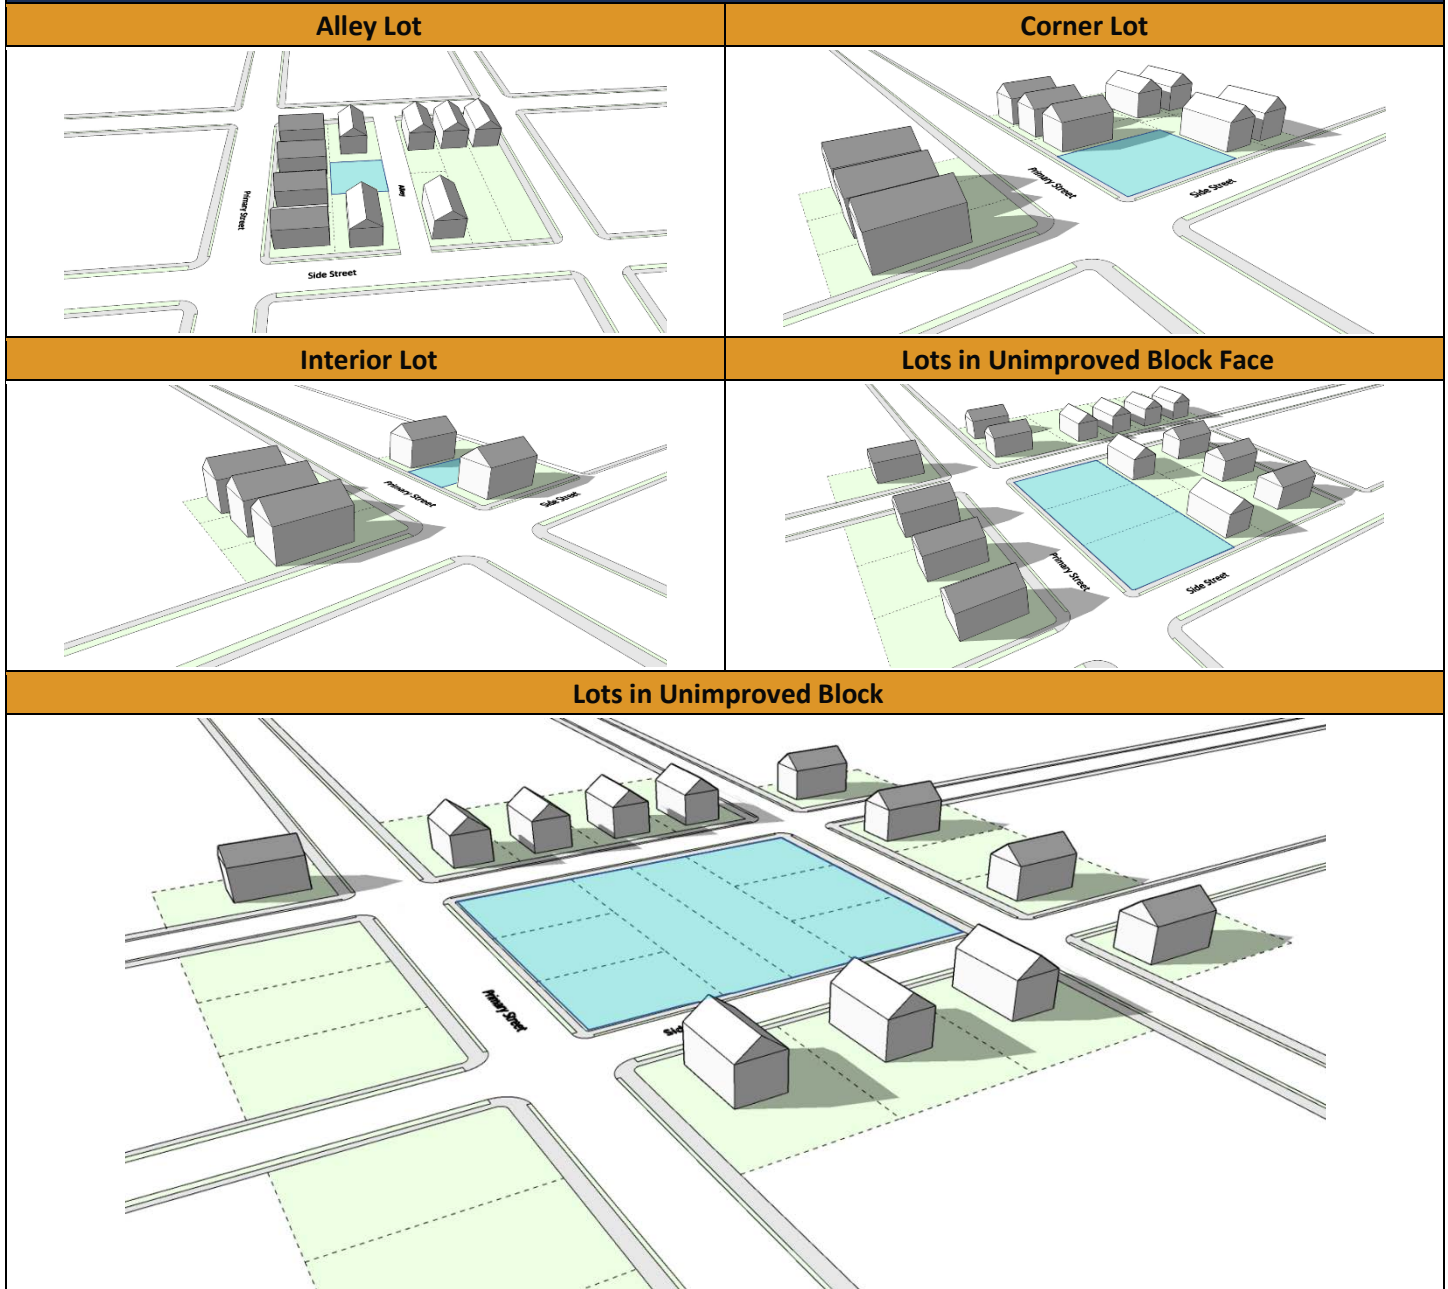 Alley Lot
Corner Lot
Primary Street
Alley
Side Street
Primary Street
Side Street
Interior Lot
Lots in Unimproved Block Face
Primary Street
Side Street
Primary Street
Side Street
Lots in Unimproved Block
Primary Street